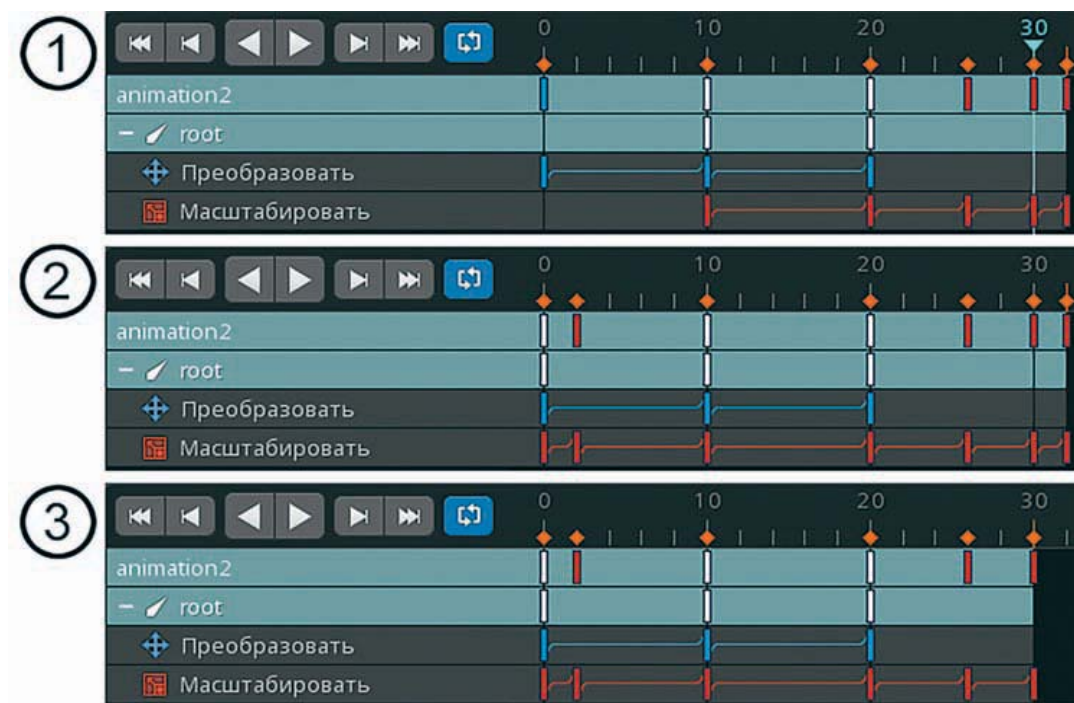 1
0 10 20 30
animation2
root
Преобразовать
Масштабировать
2
0 10 20 30
animation2
root
Преобразовать
Масштабировать
3
0 10 20 30
animation2
root
Преобразовать
Масштабировать